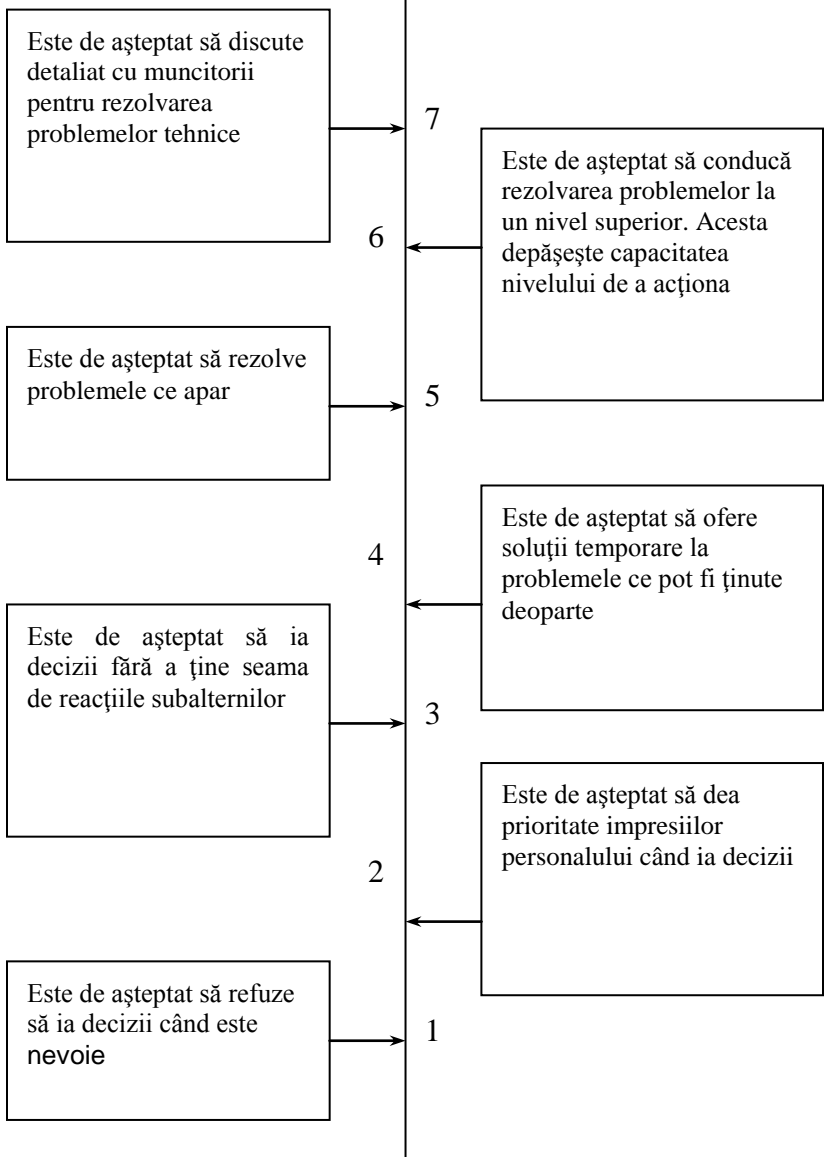 Este de aşteptat să discute
detaliat cu muncitorii
pentru rezolvarea
problemelor tehnice
7
Este de aşteptat să conducă
rezolvarea problemelor la
un nivel superior. Acesta
depăşeşte capacitatea
nivelului de a acţiona
6
Este de aşteptat să rezolve
problemele ce apar
5
Este de aşteptat să ofere
soluţii temporare la
problemele ce pot fi ţinute
deoparte
4
Este de aşteptat să ia
decizii fără a ţine seama
de reacţiile subalternilor
3
Este de aşteptat să dea
prioritate impresiilor
personalului când ia decizii
2
Este de aşteptat să refuze
să ia decizii când este
nevoie
1